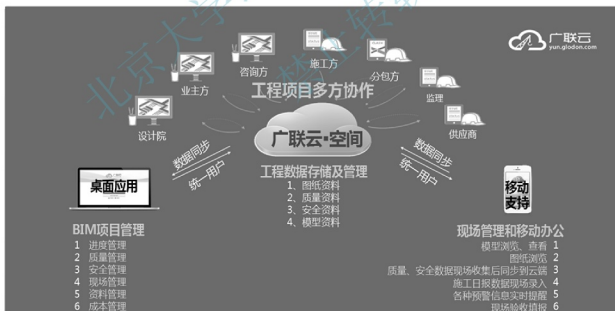 广联云
yun.glodon.com
施工方
咨询方
分包方
业主方
工程项目多方协作
监理
设计院
供应商
广联云·空间
数据同步
统一用户
数据同步
统一用户
工程数据存储及管理
1、图纸资料
2、质量资料
3、安全资料
4、模型资料
桌面应用
BIM项目管理
1 进度管理
2 质量管理
3 安全管理
4 现场管理
5 资料管理
6 成本管理
移动
支持
现场管理和移动办公
模型浏览、查看 1
图纸浏览 2
质量、安全数据现场收集后同步到云端 3
施工日报数据现场录入 4
各种预警信息实时提醒 5
现场验收填报 6
北京大学